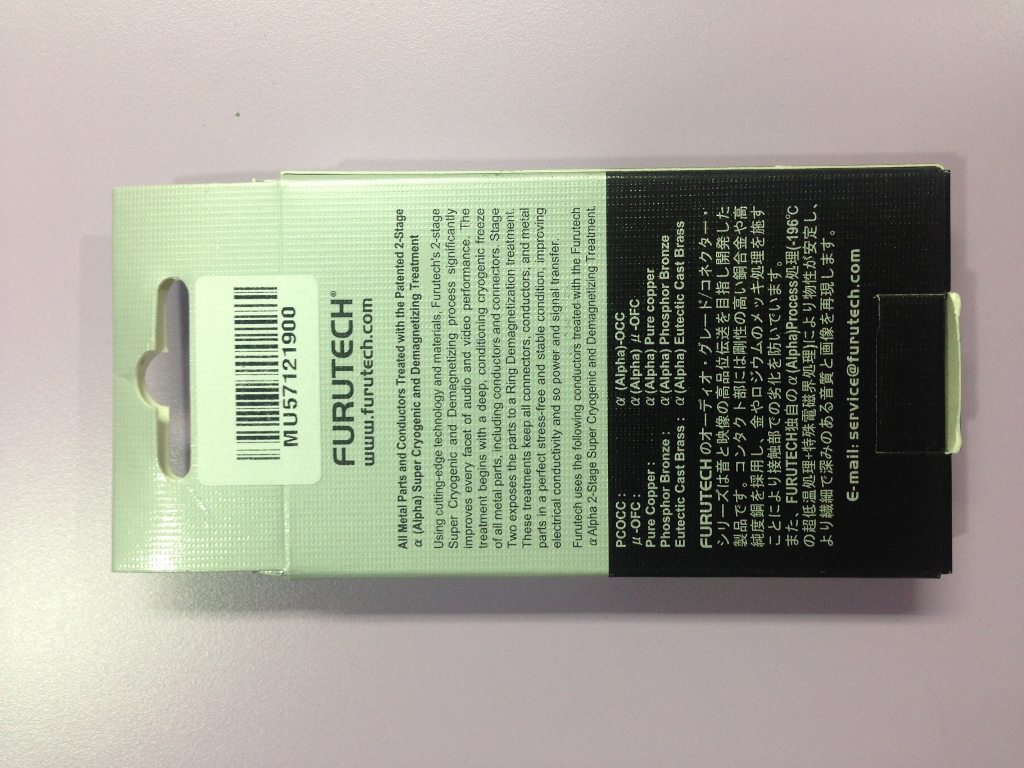 MU57121900
FURUTECH®
www.furutech.com
All Metal Parts and Conductors Treated with the Patented 2-Stage
α (Alpha) Super Cryogenic and Demagnetizing Treatment
Using cutting-edge technology and materials, Furutech's 2-stage
Super Cryogenic and Demagnetizing process significantly
improves every facet of audio and video performance. The
treatment begins with a deep, conditioning cryogenic freeze
of all metal parts, including conductors and connectors. Stage
Two exposes the parts to a Ring Demagnetization treatment.
These treatments keep all connectors, conductors, and metal
parts in a perfect stress-free and stable condition, improving
electrical conductivity and so power and signal transfer.
Furutech uses the following conductors treated with the Furutech
α Alpha 2-Stage Super Cryogenic and Demagnetizing Treatment.
PCOCC : α (Alpha)-OCC
μ-OFC : α (Alpha) μ-OFC
Pure Copper : α (Alpha) Pure copper
Phosphor Bronze : α (Alpha) Phosphor Bronze
Eutectic Cast Brass : α (Alpha) Eutectic Cast Brass
FURUTECH のオーディオ・グレード/コネクター・
シリーズは音と映像の高品位伝送を目指し開発した
製品です。コンタクト部には剛性の高い銅合金や高
純度銅を採用し、金やロジウムのメッキ処理を施す
ことにより接触部での劣化を防いでいます。
また、FURUTECH独自の α(Alpha)Process処理(-196℃
の超低温処理+特殊電磁界処理)により物性が安定し、
より繊細で深みのある音質と画像を再現します。
E-mail:service@furutech.com